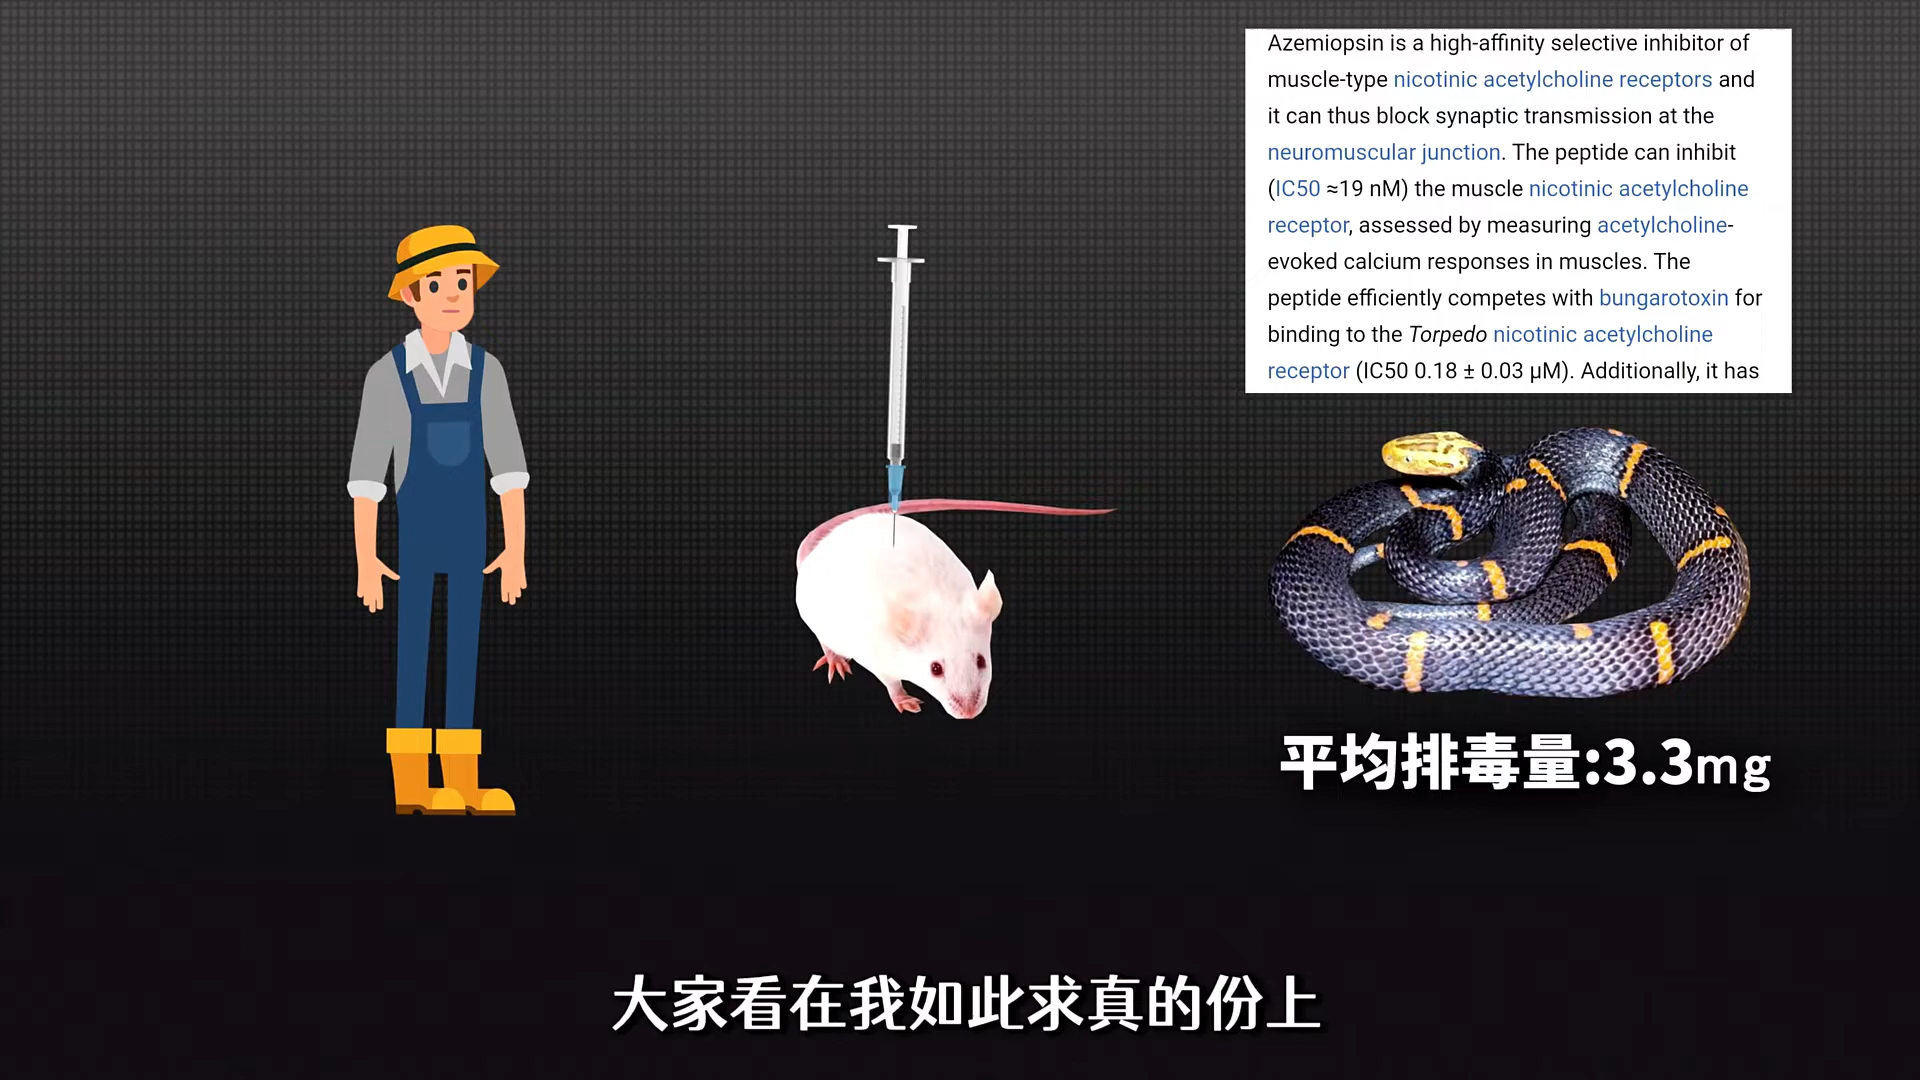 Azemiopsin is a high-affinity selective inhibitor of
muscle-type nicotinic acetylcholine receptors and
it can thus block synaptic transmission at the
neuromuscular junction. The peptide can inhibit
(IC50 ≈19 nM) the muscle nicotinic acetylcholine
receptor, assessed by measuring acetylcholine-
evoked calcium responses in muscles. The
peptide efficiently competes with bungarotoxin for
binding to the Torpedo nicotinic acetylcholine
receptor (IC50 0.18 ± 0.03 μM). Additionally, it has
平均排毒量:3.3mg
大家看在我如此求真的份上